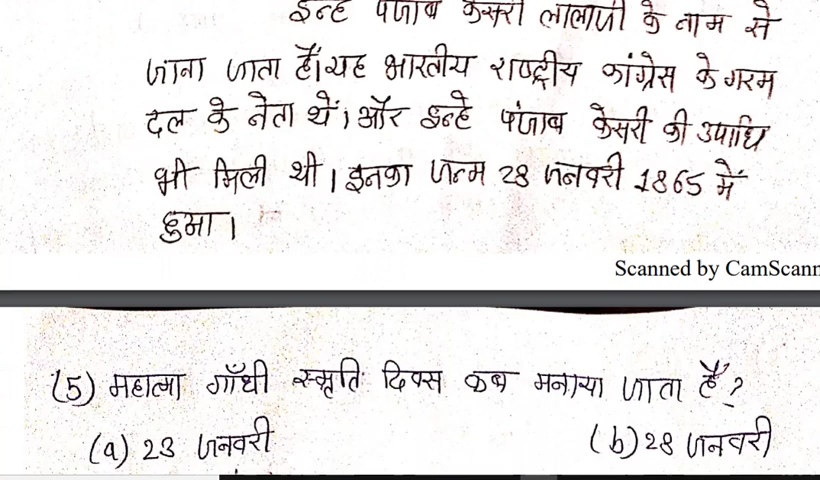 इन्हे पंजाब केसरी लालाजी के नाम से
जाना जाता हैं। यह भारतीय राष्ट्रीय कांग्रेस के गरम
दल के नेता थें। और इन्हे पंजाब केसरी की उपाधि
भी मिली थी। इनका जन्म 28 जनवरी 1865 में
हुआ।
Scanned by CamScann
(5) महात्मा गाँधी स्मृति दिवस कब मनाया जाता हैं?
(a) 23 जनवरी (b) 28 जनवरी